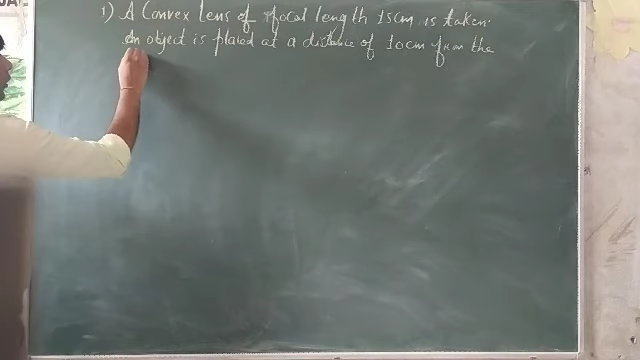 1) A Convex lens of focal length 15cm is taken.
An object is placed at a distance of 10cm from the